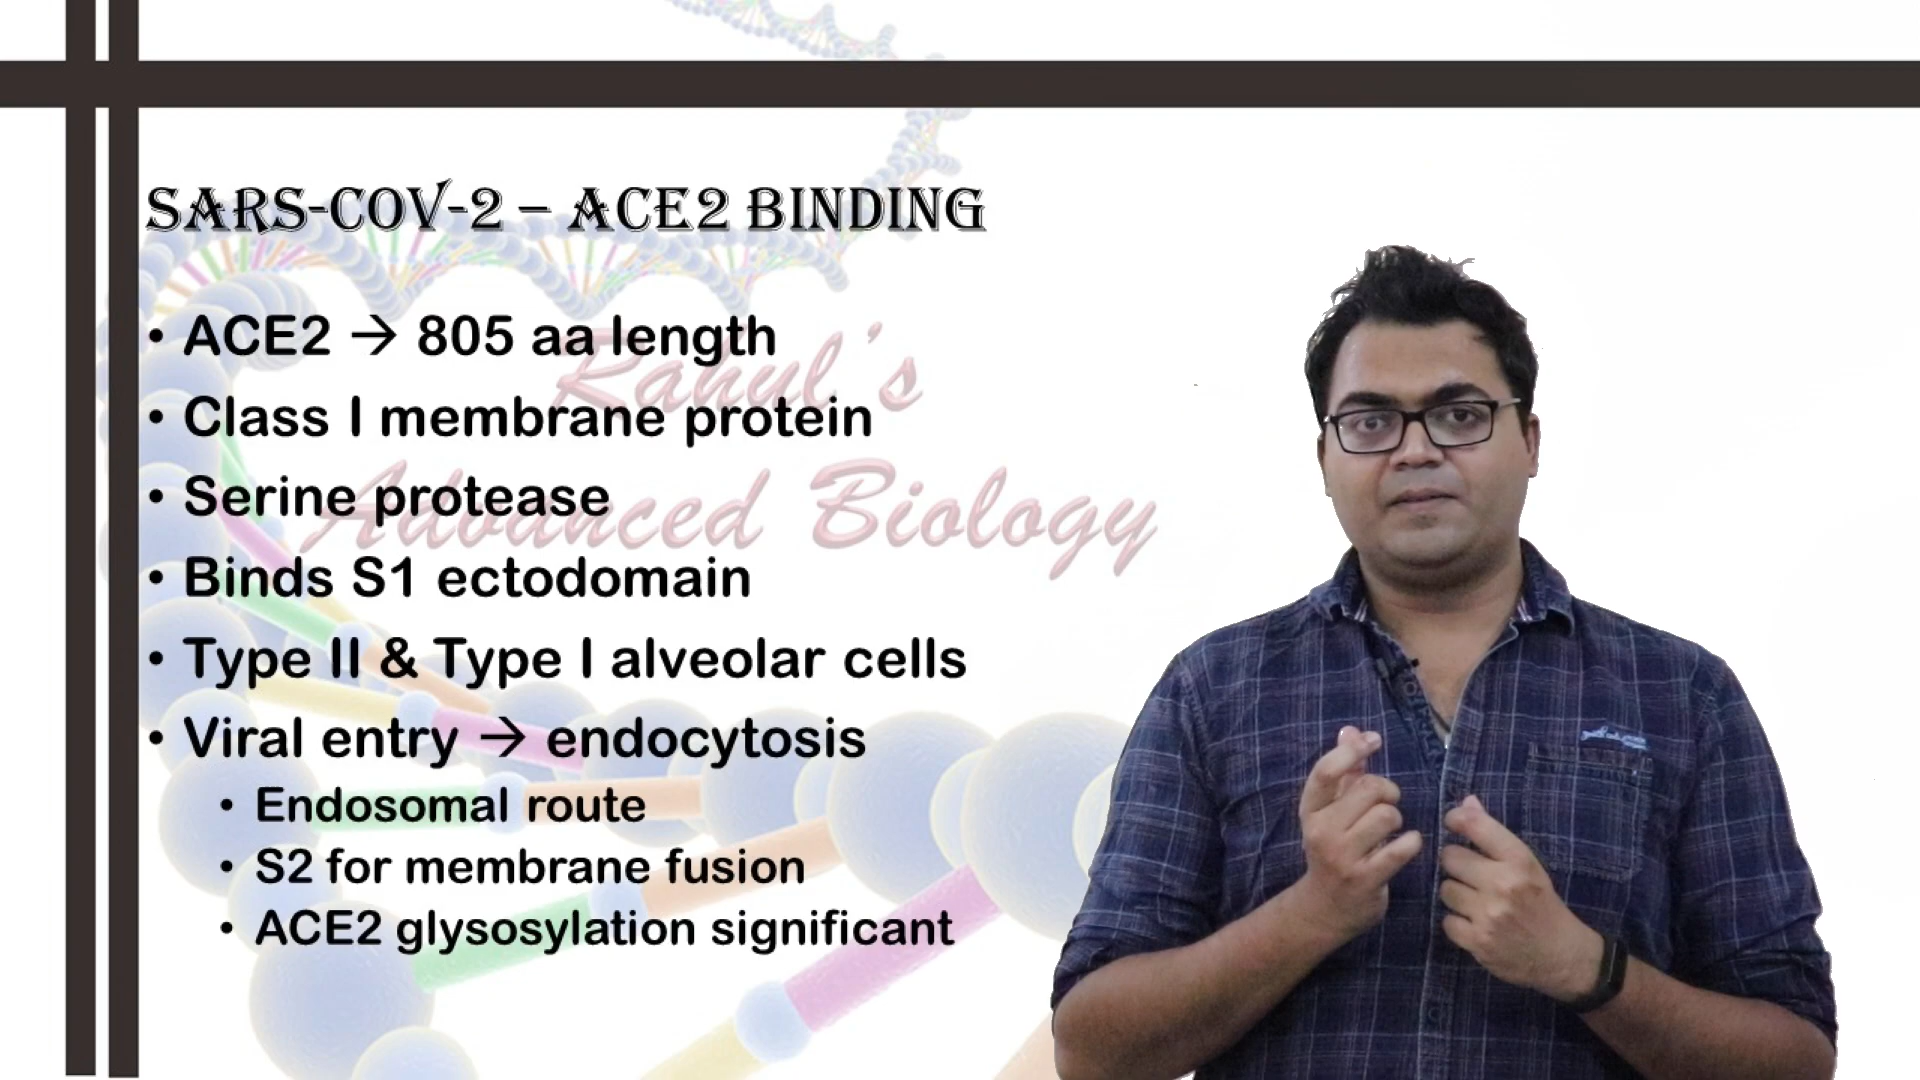 SARS-COV-2 – ACE2 BINDING
• ACE2 → 805 aa length
• Class I membrane protein
• Serine protease
• Binds S1 ectodomain
• Type II & Type I alveolar cells
• Viral entry → endocytosis
• Endosomal route
• S2 for membrane fusion
• ACE2 glysosylation significant
Rahul's
Advanced Biology